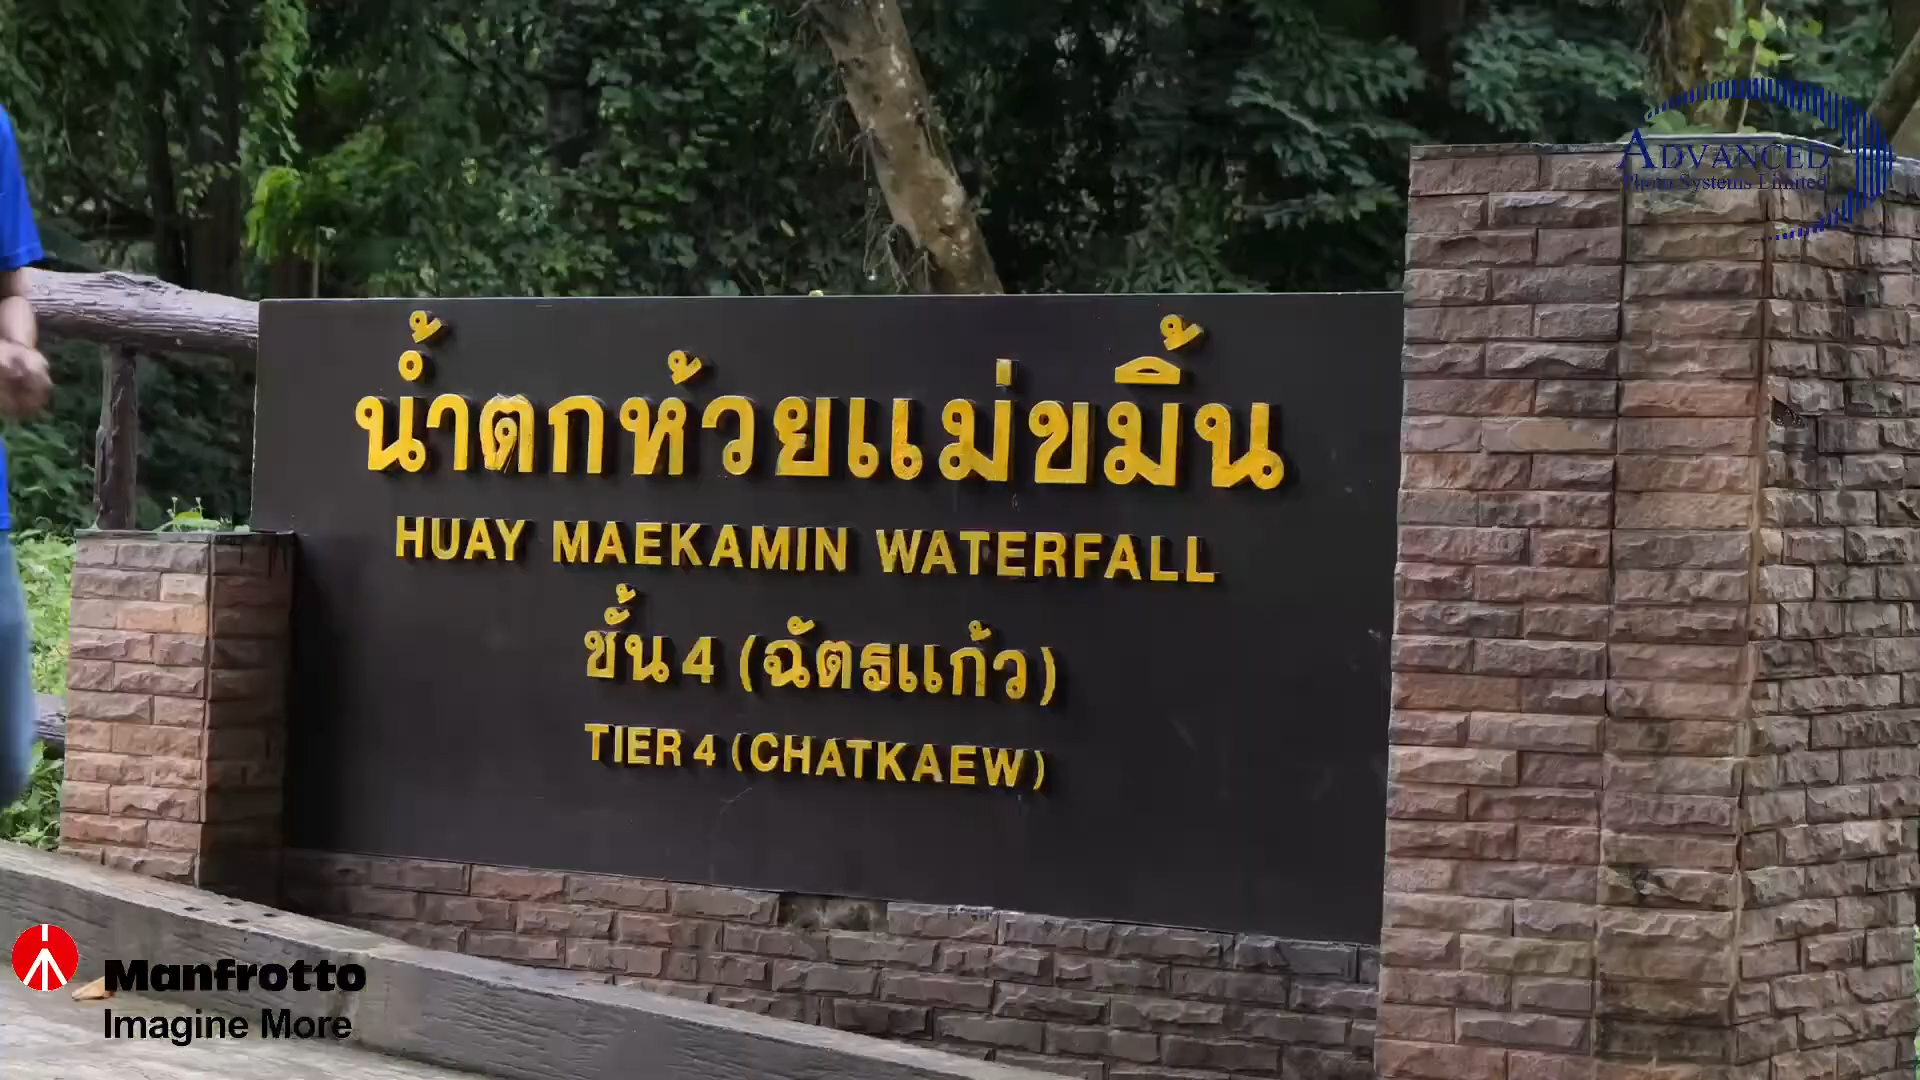 ADVANCED
Photo Systems Limited
น้ำตกห้วยแม่ขมิ้น
HUAY MAEKAMIN WATERFALL
ชั้น 4 (ฉัตรแก้ว)
TIER 4 (CHATKAEW)
Manfrotto
Imagine More